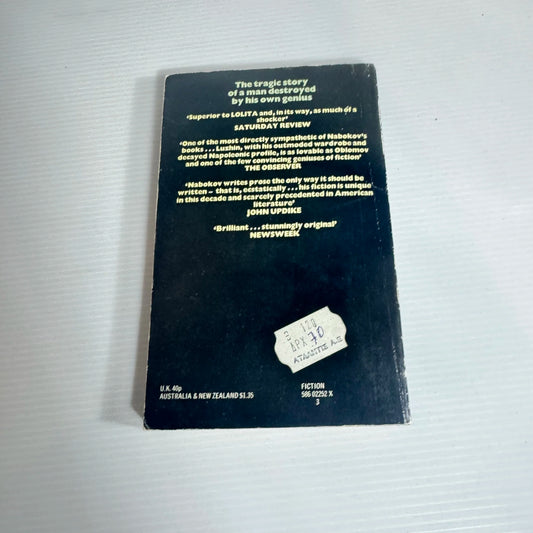 The tragic story
of a man destroyed
by his own genius
‘Superior to LOLITA and, in its way, as much of a
shocker’
SATURDAY REVIEW
‘One of the most directly sympathetic of Nabokov’s
books . . . Luzhin, with his outmoded wardrobe and
decayed Napoleonic profile, is as lovable as Oblomov
and one of the few convincing geniuses of fiction’
THE OBSERVER
‘Nabokov writes prose the only way it should be
written – that is, ecstatically . . . his fiction is unique
in this decade and scarcely precedented in American
literature’
JOHN UPDIKE
‘Brilliant . . . stunningly original’
NEWSWEEK
120
ΔΡΧ 70
ΑΤΛΑΝΤΙΣ Α.Ε
U.K. 40p
AUSTRALIA & NEW ZEALAND $1.35
FICTION
586 02252 X
3